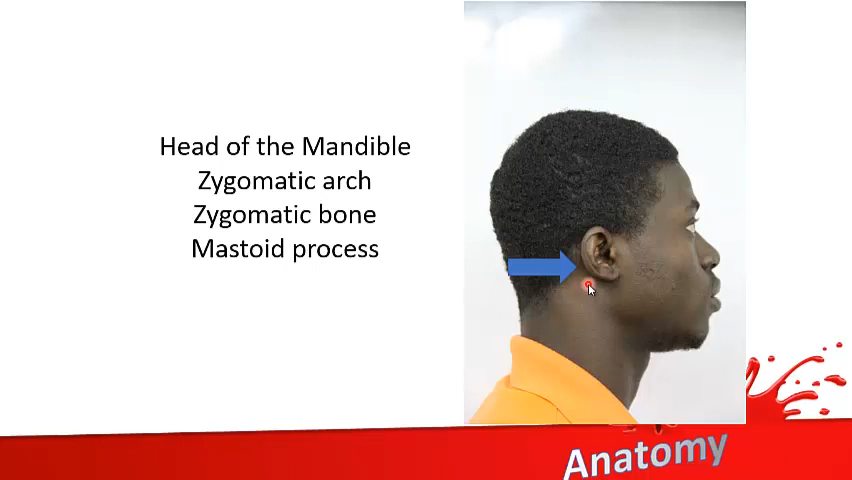 Head of the Mandible
Zygomatic arch
Zygomatic bone
Mastoid process
Anatomy